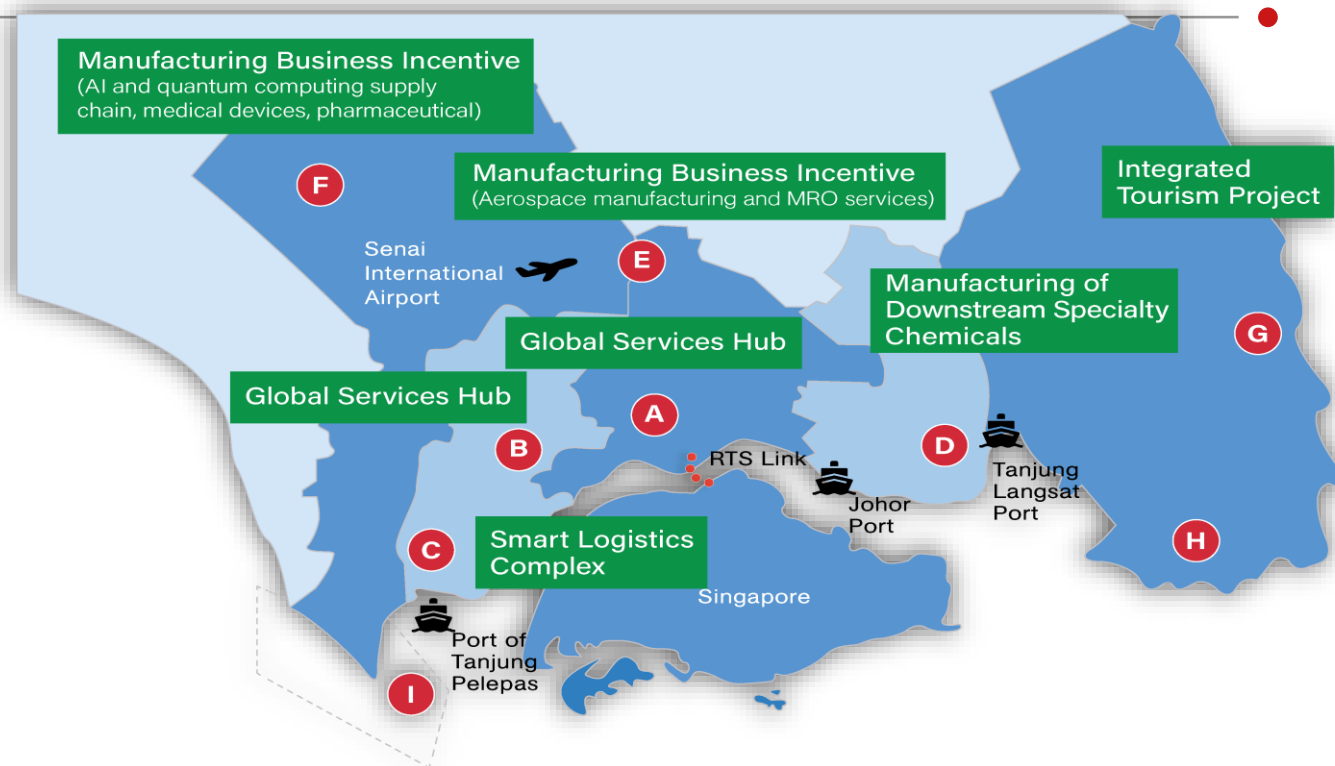 Manufacturing Business Incentive
(AI and quantum computing supply
chain, medical devices, pharmaceutical)
F
Manufacturing Business Incentive
(Aerospace manufacturing and MRO services)
Integrated
Tourism Project
Senai
International
Airport
E
Manufacturing of
Downstream Specialty
Chemicals
G
Global Services Hub
Global Services Hub
A
B
D
RTS Link
Johor
Port
Tanjung
Langsat
Port
C
Smart Logistics
Complex
H
Singapore
Port of
Tanjung
Pelepas
I